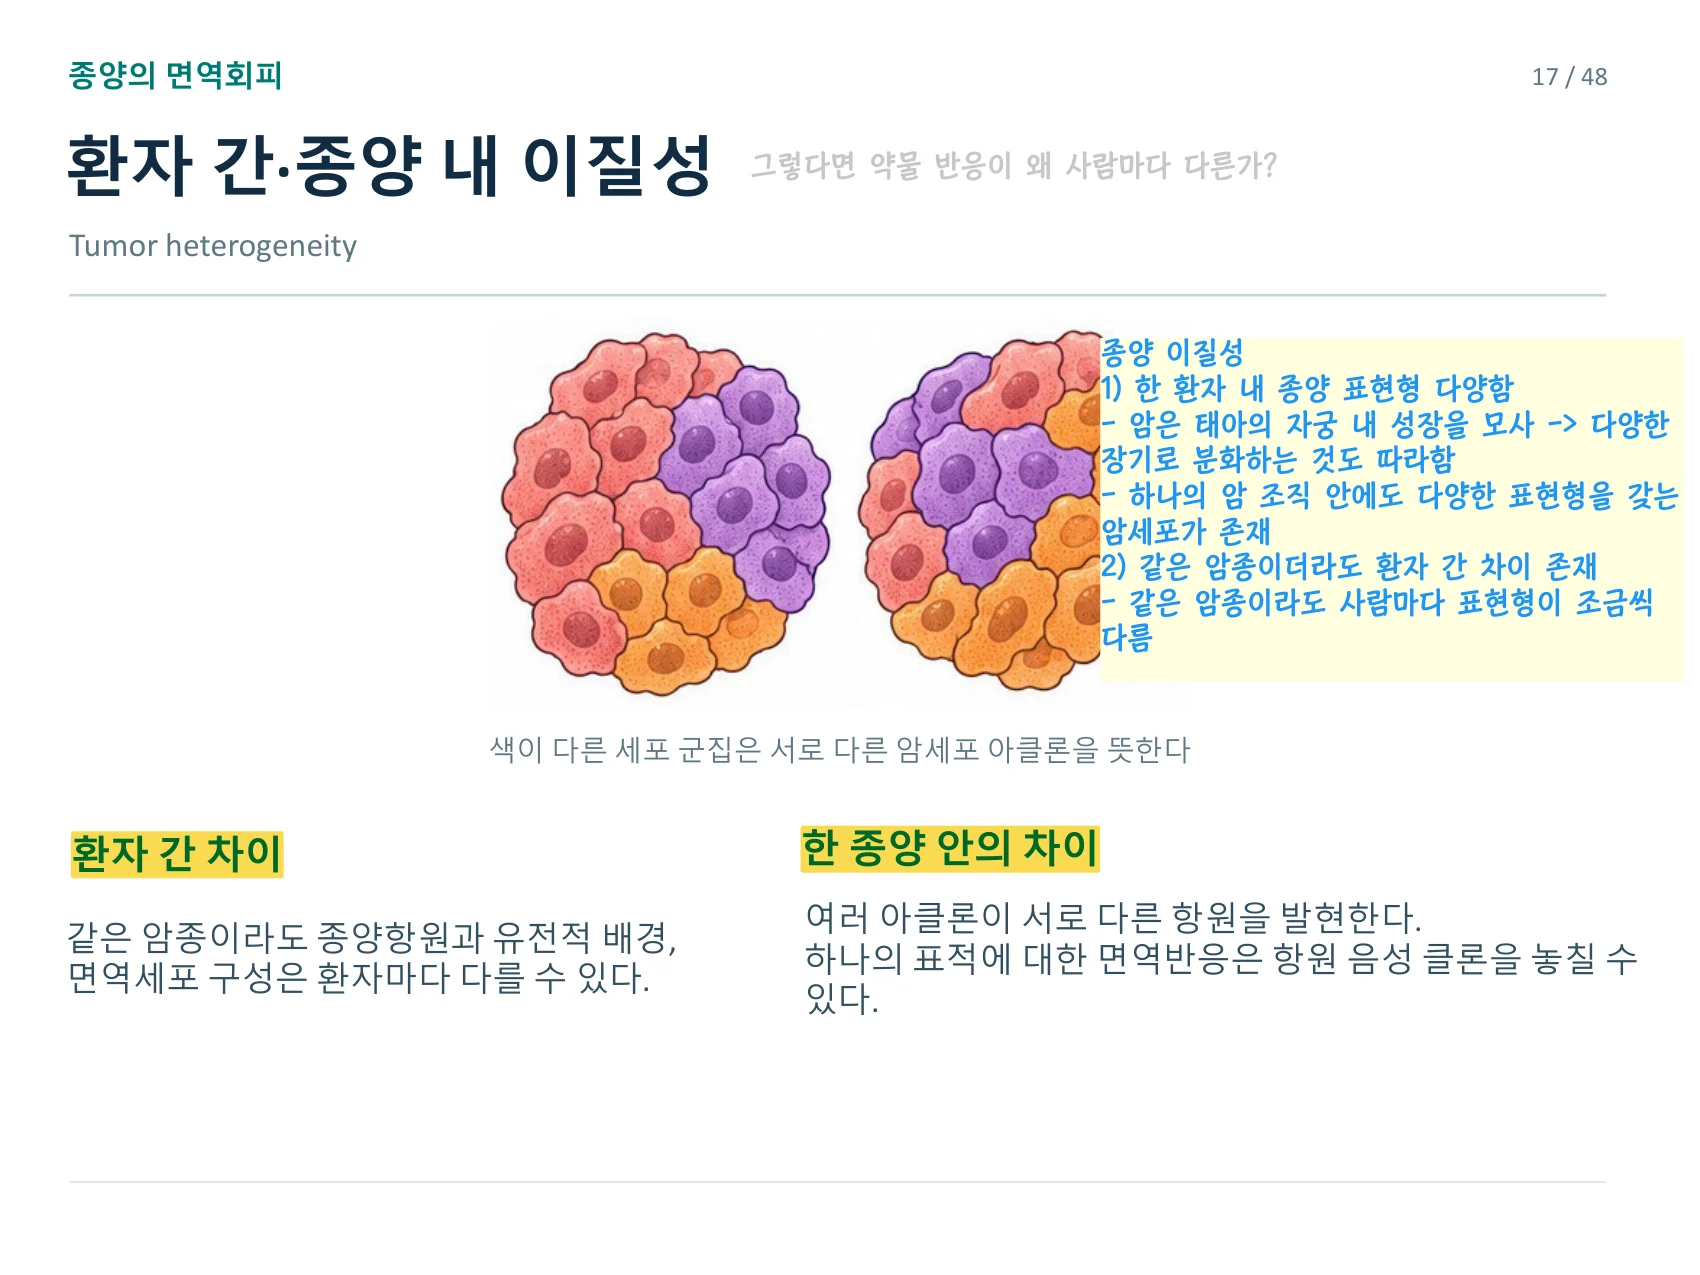 종양의 면역회피
17 / 48
환자 간·종양 내 이질성
그렇다면 약물 반응이 왜 사람마다 다른가?
Tumor heterogeneity
종양 이질성
1) 한 환자 내 종양 표현형 다양함
- 암은 태아의 자궁 내 성장을 모사 -> 다양한
장기로 분화하는 것도 따라함
- 하나의 암 조직 안에도 다양한 표현형을 갖는
암세포가 존재
2) 같은 암종이더라도 환자 간 차이 존재
- 같은 암종이라도 사람마다 표현형이 조금씩
다름
색이 다른 세포 군집은 서로 다른 암세포 아클론을 뜻한다
환자 간 차이
같은 암종이라도 종양항원과 유전적 배경,
면역세포 구성은 환자마다 다를 수 있다.
한 종양 안의 차이
여러 아클론이 서로 다른 항원을 발현한다.
하나의 표적에 대한 면역반응은 항원 음성 클론을 놓칠 수
있다.